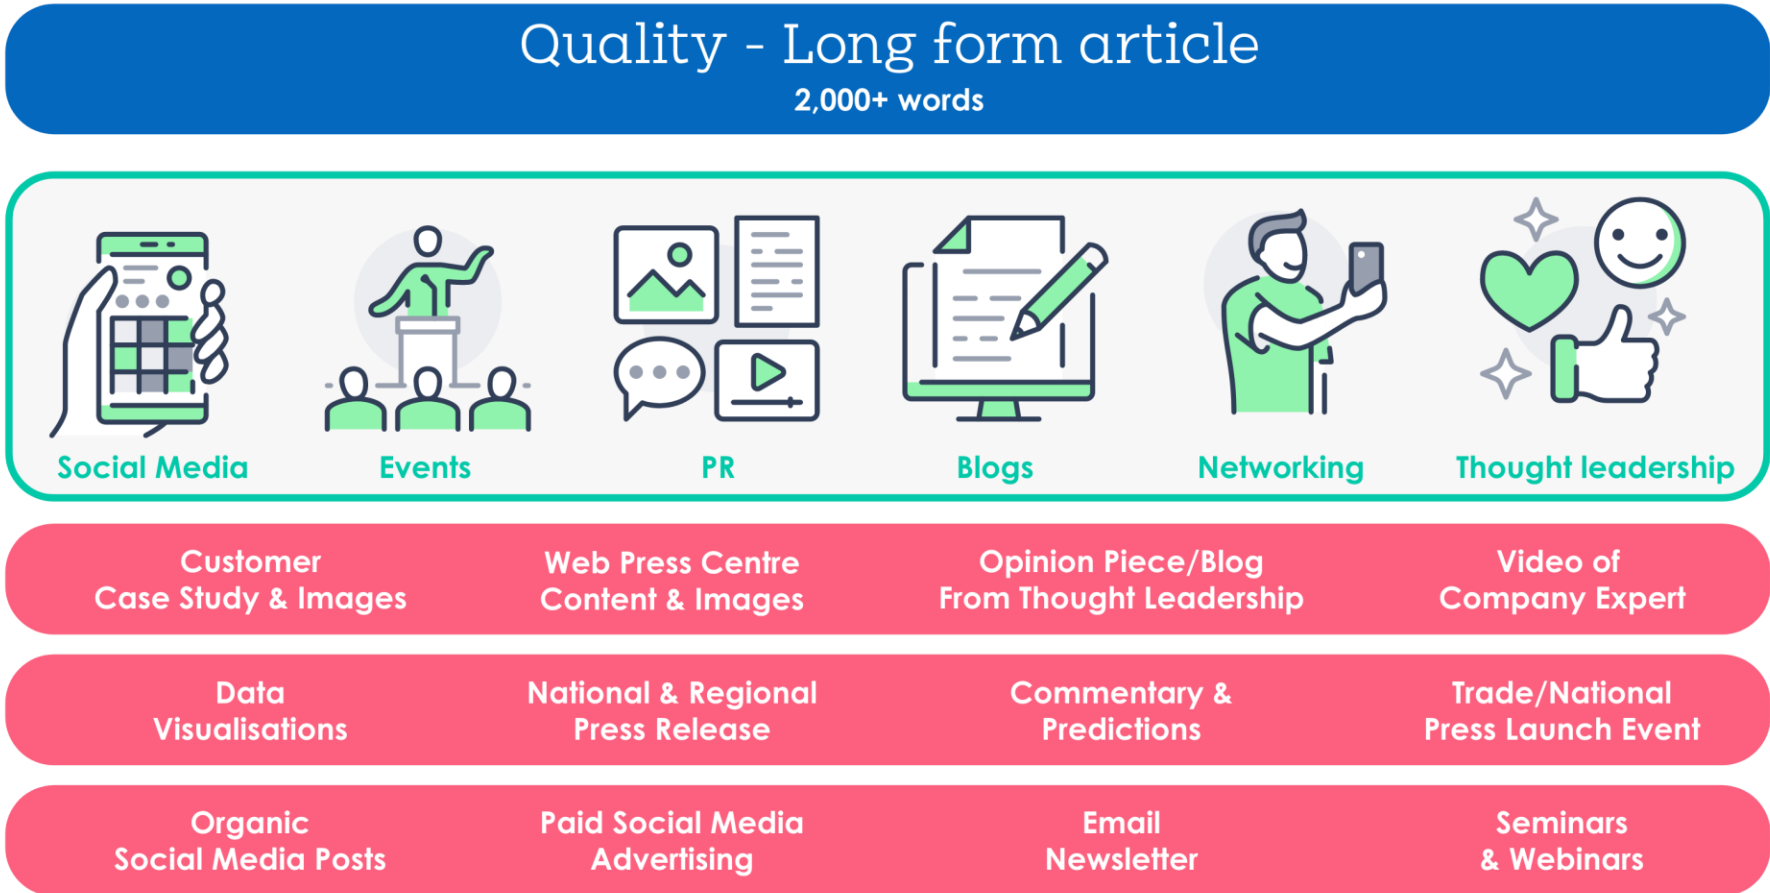 Quality - Long form article
2,000+ words
Social Media
Events
PR
Blogs
Networking
Thought leadership
Customer
Case Study & Images
Web Press Centre
Content & Images
Opinion Piece/Blog
From Thought Leadership
Video of
Company Expert
Data
Visualisations
National & Regional
Press Release
Commentary &
Predictions
Trade/National
Press Launch Event
Organic
Social Media Posts
Paid Social Media
Advertising
Email
Newsletter
Seminars
& Webinars